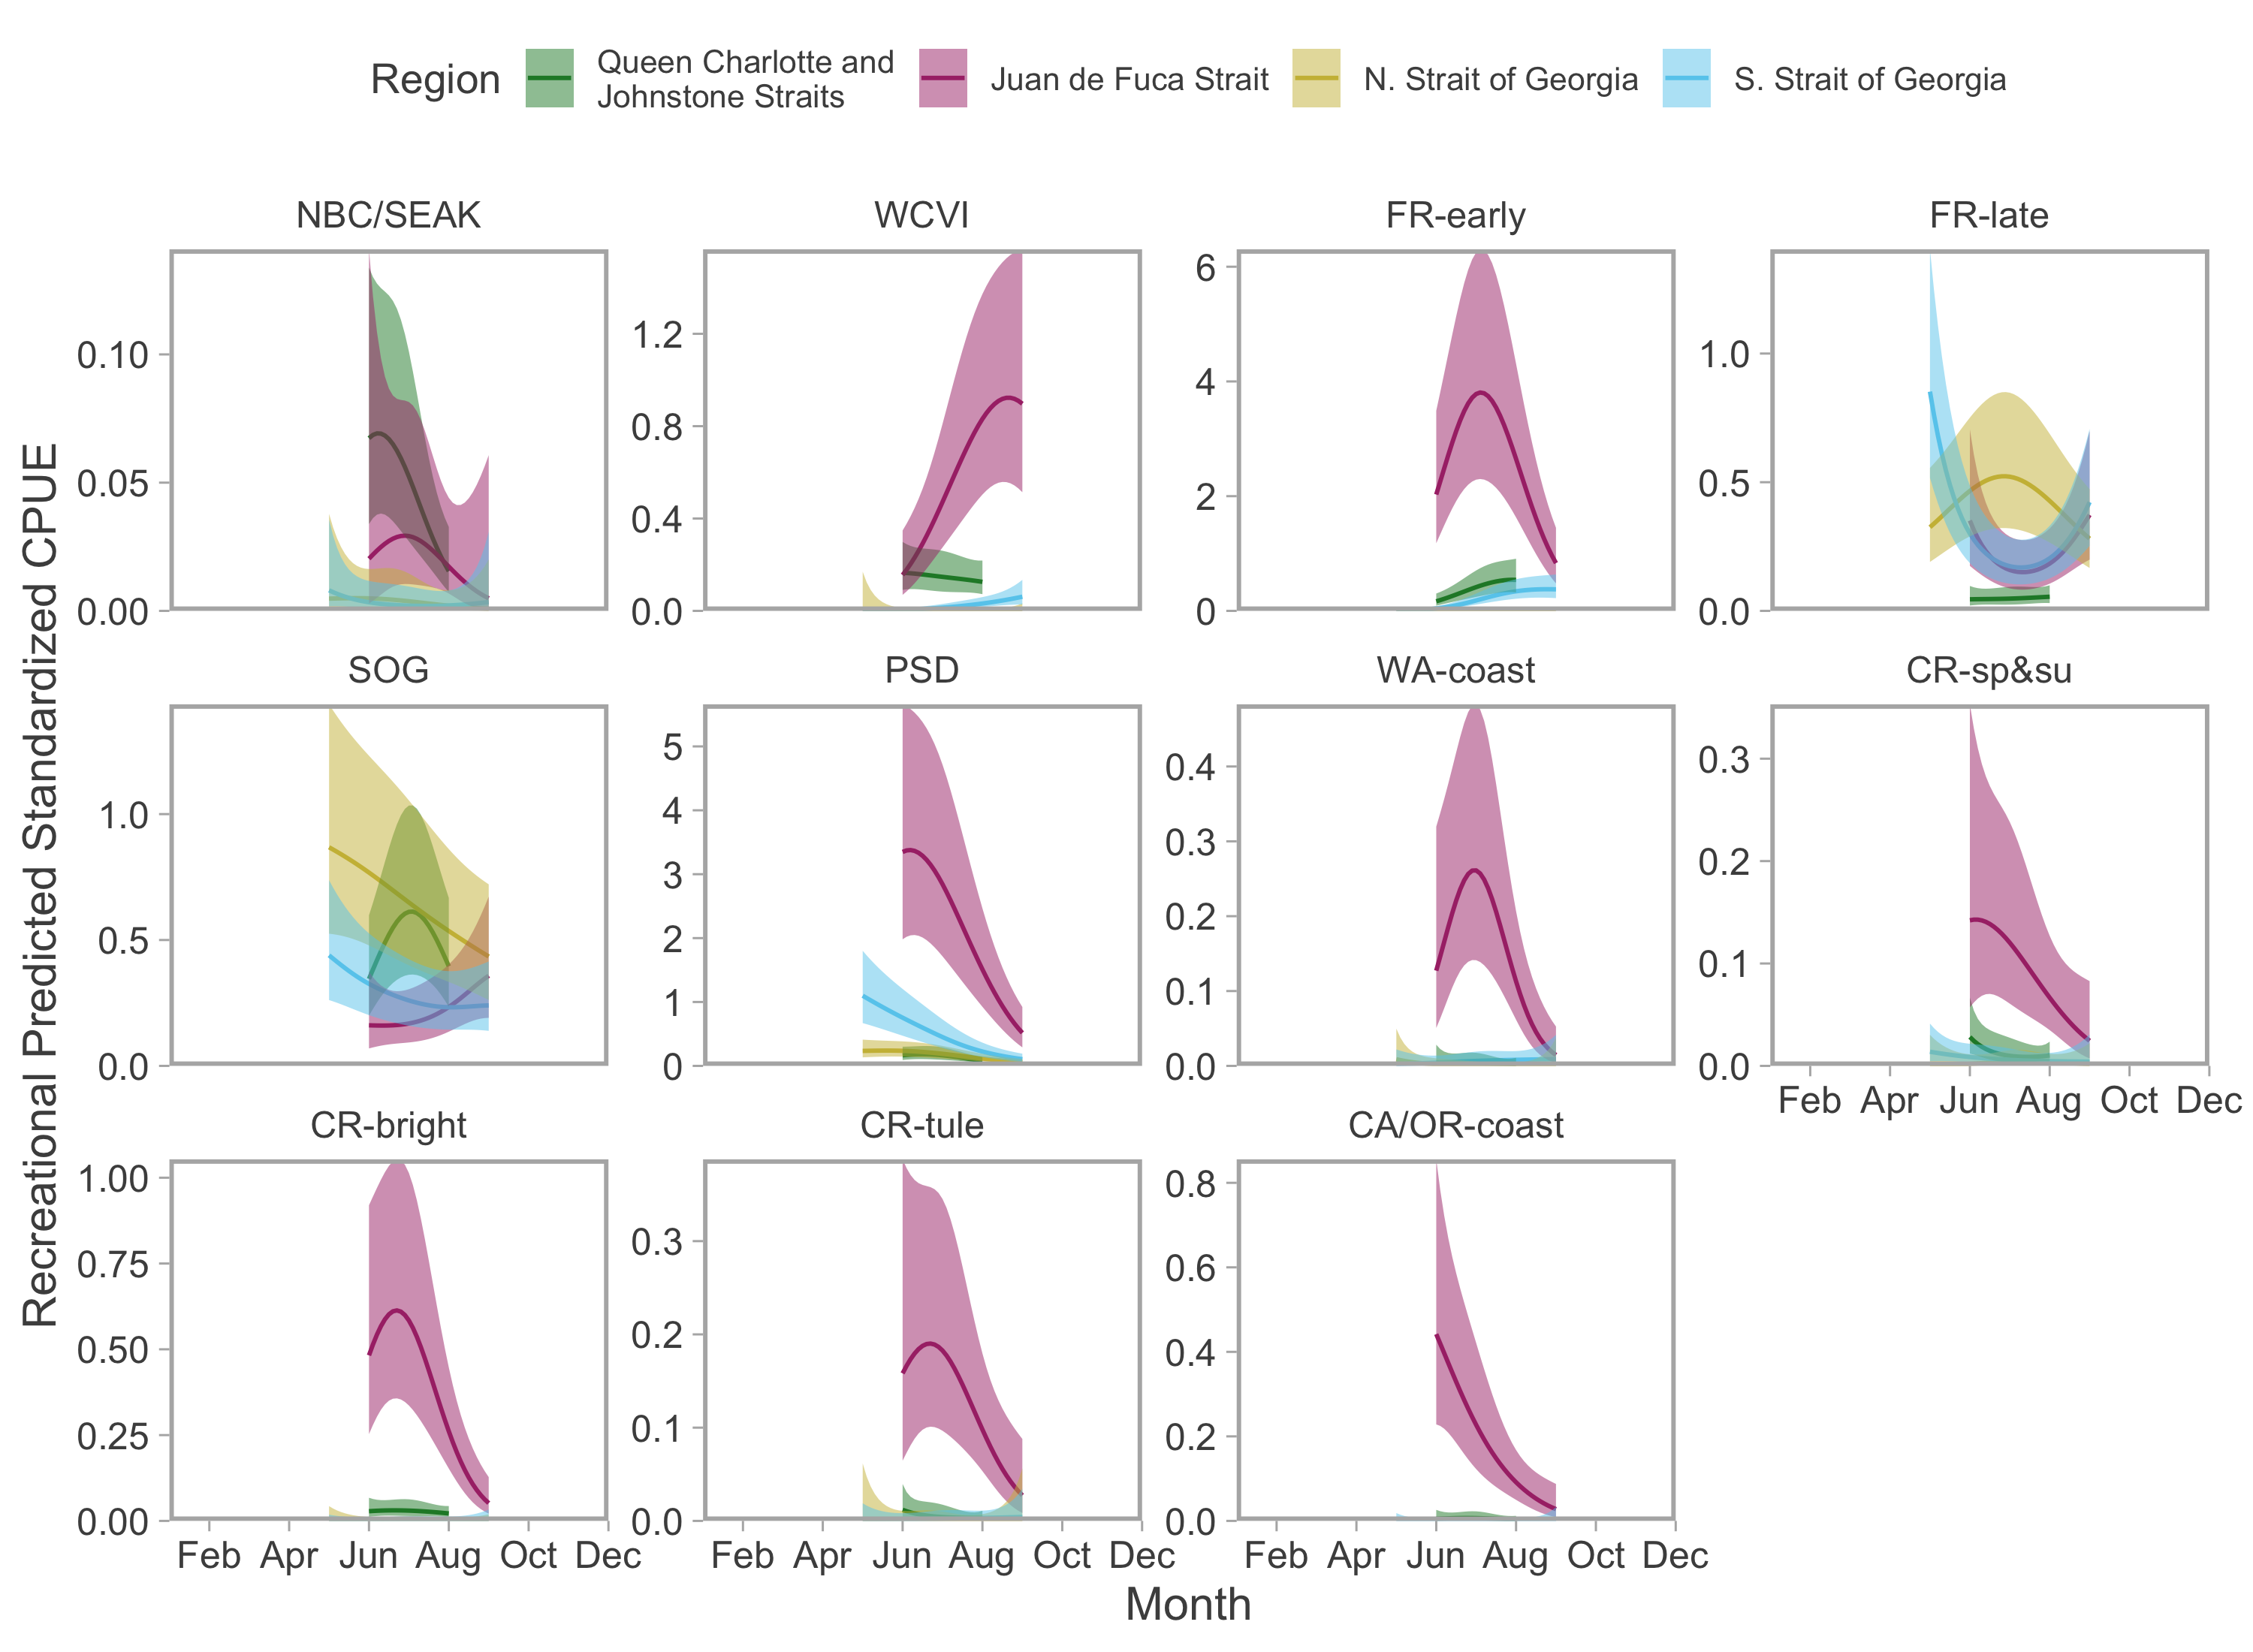 Region
Queen Charlotte and
Johnstone Straits
Juan de Fuca Strait
N. Strait of Georgia
S. Strait of Georgia
Recreational Predicted Standardized CPUE
NBC/SEAK
0.10
0.05
0.00
WCVI
1.2
0.8
0.4
0.0
FR-early
6
4
2
0
FR-late
1.0
0.5
0.0
SOG
1.0
0.5
0.0
PSD
5
4
3
2
1
0
WA-coast
0.4
0.3
0.2
0.1
0.0
CR-sp&su
0.3
0.2
0.1
0.0
Feb Apr Jun Aug Oct Dec
CR-bright
1.00
0.75
0.50
0.25
0.00
Feb Apr Jun Aug Oct Dec
CR-tule
0.3
0.2
0.1
0.0
Feb Apr Jun Aug Oct Dec
CA/OR-coast
0.8
0.6
0.4
0.2
0.0
Feb Apr Jun Aug Oct Dec
Month